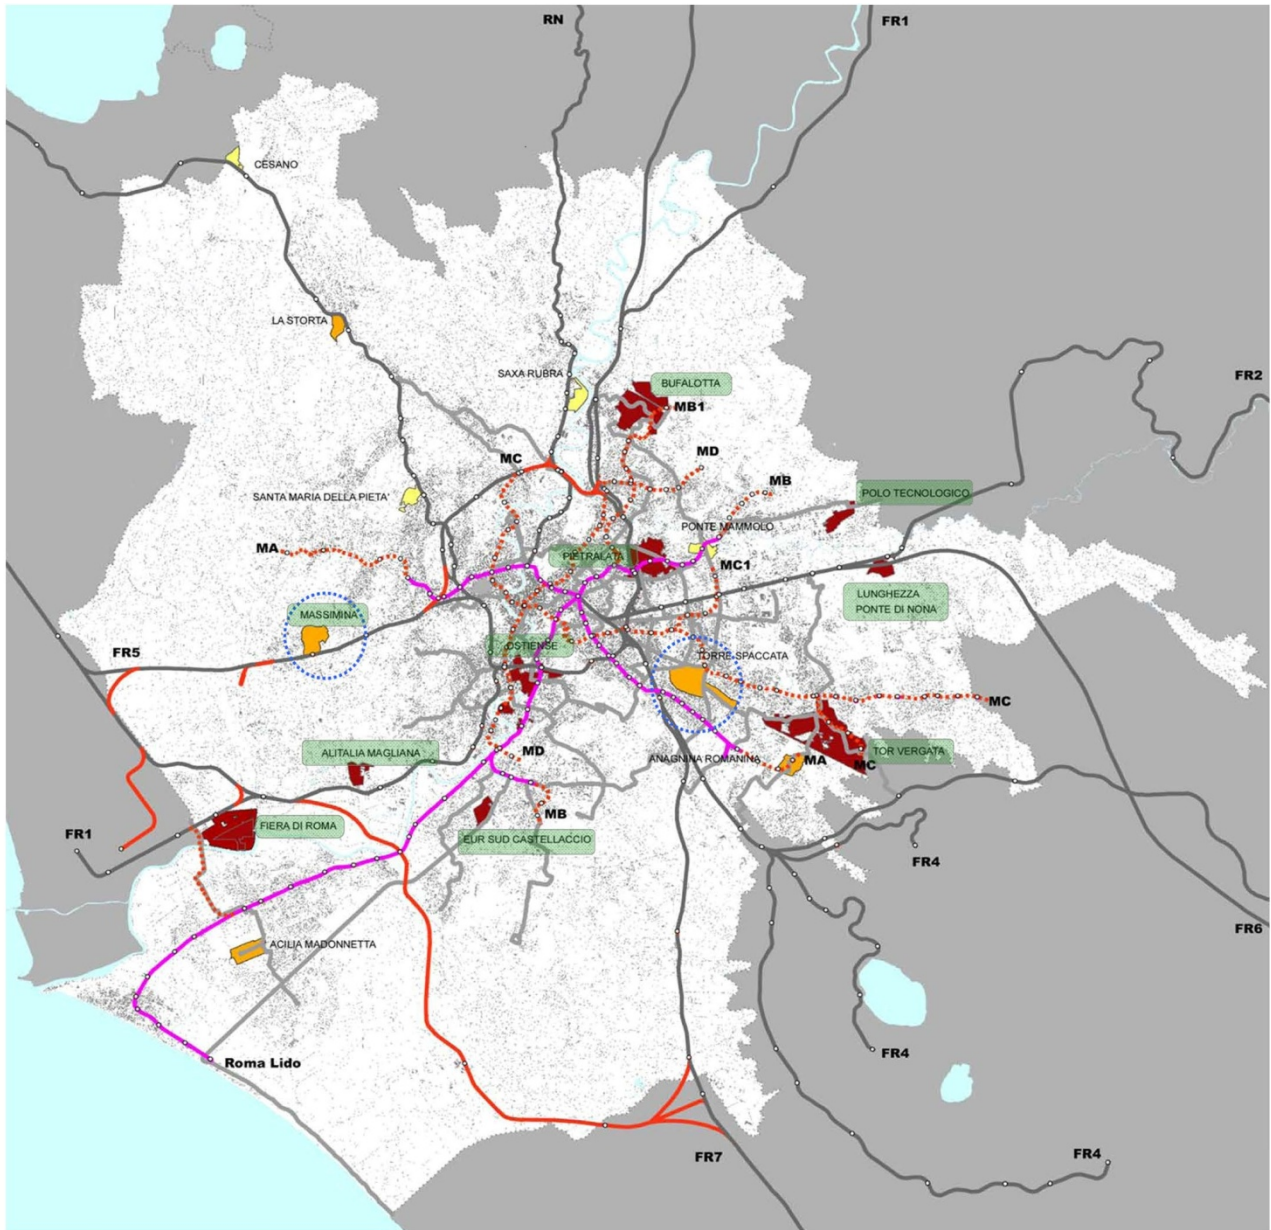 RN
FR1
CESANO
LA STORTA
SAXA RUBRA
BUFALOTTA
FR2
MB1
MC
MD
MB
SANTA MARIA DELLA PIETA'
POLO TECNOLOGICO
PONTE MAMMOLO
MA
PIETRALATA
MC1
LUNGHEZZA
PONTE DI NONA
MASSIMINA
OSTIENSE
FR5
TORRE SPACCATA
MC
ALITALIA MAGLIANA
MD
TOR VERGATA
ANAGNINA ROMANINA
MA
MC
MB
FIERA DI ROMA
FR1
EUR SUD CASTELLACCIO
FR4
FR6
ACILIA MADONNETTA
Roma Lido
FR4
FR7
FR4